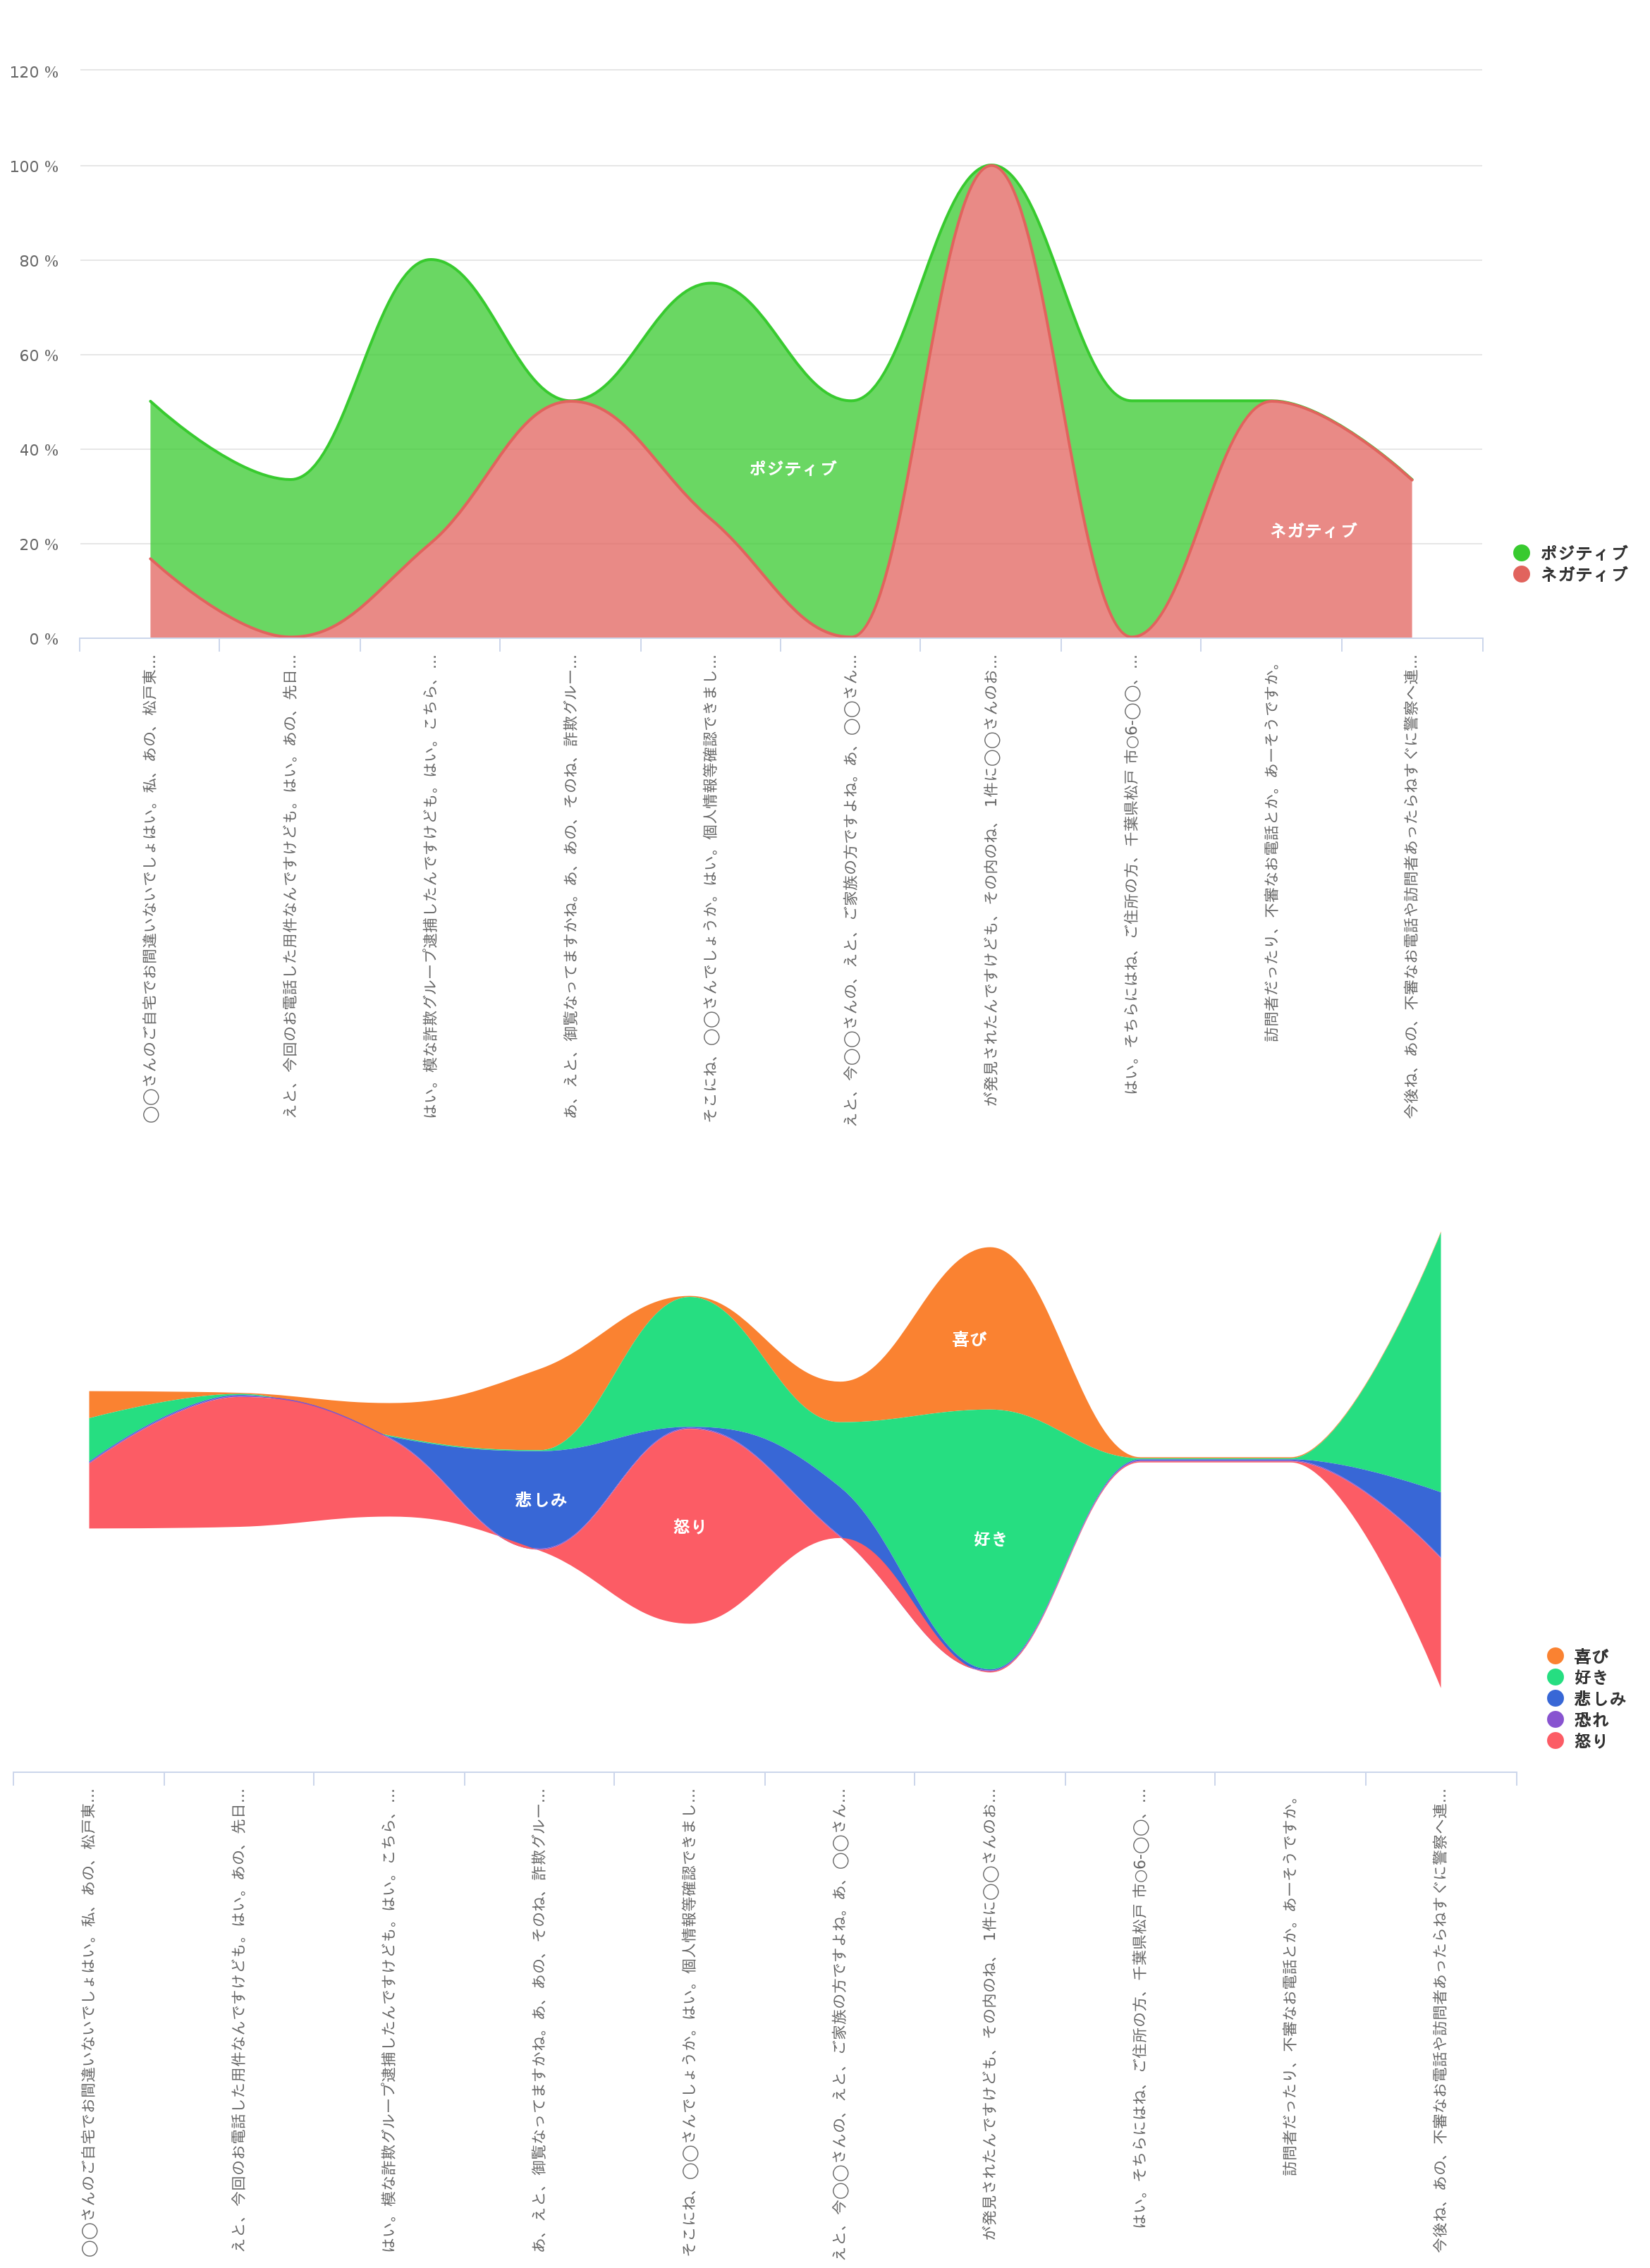 120 %
100 %
80 %
60 %
40 %
20 %
0 %
ポジティブ
ネガティブ
ポジティブ
ネガティブ
〇〇さんのご自宅でお間違いないでしょはい。私、あの、松戸東…
えと、今回のお電話した用件なんですけども。はい。あの、先日…
はい。模な詐欺グループ逮捕したんですけども。はい。こちら、…
あ、えと、御覧なってますかね。あ、あの、そのね、詐欺グルー…
そこにね、〇〇さんでしょうか。はい。個人情報等確認できまし…
えと、今〇〇さんの、えと、ご家族の方ですよね。あ、〇〇さん…
が発見されたんですけども、その内のね、1件に〇〇さんのお…
はい。そちらにはね、ご住所の方、千葉県松戸 市○6-〇〇、…
訪問者だったり、不審なお電話とか。あーそうですか。
今後ね、あの、不審なお電話や訪問者あったらねすぐに警察へ連…
喜び
悲しみ
怒り
好き
喜び
好き
悲しみ
恐れ
怒り
〇〇さんのご自宅でお間違いないでしょはい。私、あの、松戸東…
えと、今回のお電話した用件なんですけども。はい。あの、先日…
はい。模な詐欺グループ逮捕したんですけども。はい。こちら、…
あ、えと、御覧なってますかね。あ、あの、そのね、詐欺グルー…
そこにね、〇〇さんでしょうか。はい。個人情報等確認できまし…
えと、今〇〇さんの、えと、ご家族の方ですよね。あ、〇〇さん…
が発見されたんですけども、その内のね、1件に〇〇さんのお…
はい。そちらにはね、ご住所の方、千葉県松戸 市○6-〇〇、…
訪問者だったり、不審なお電話とか。あーそうですか。
今後ね、あの、不審なお電話や訪問者あったらねすぐに警察へ連…